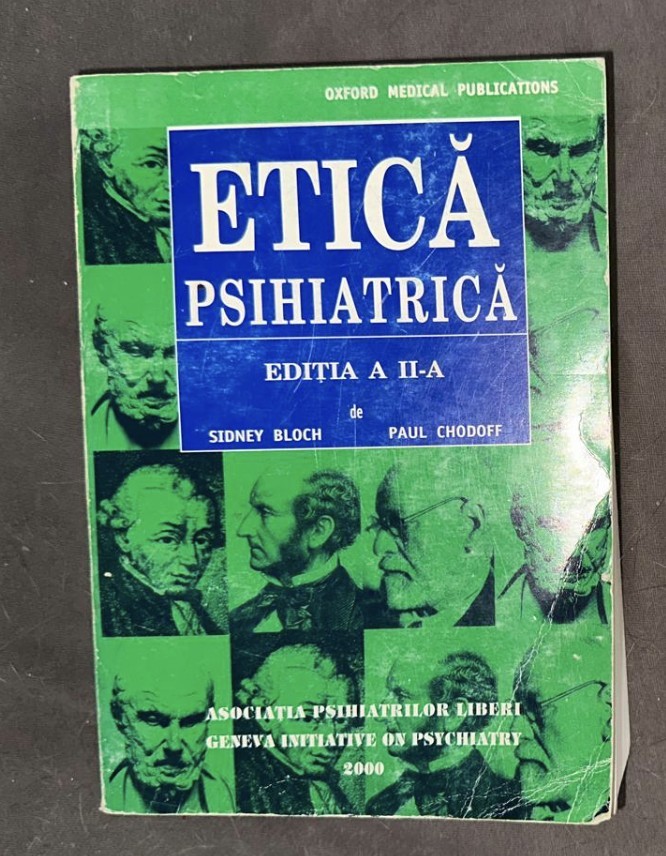 OXFORD MEDICAL PUBLICATIONS
ETICĂ
PSIHIATRICĂ
EDIŢIA A II-A
de
SIDNEY BLOCH PAUL CHODOFF
ASOCIAŢIA PSIHIATRILOR LIBERI
GENEVA INITIATIVE ON PSYCHIATRY
2000